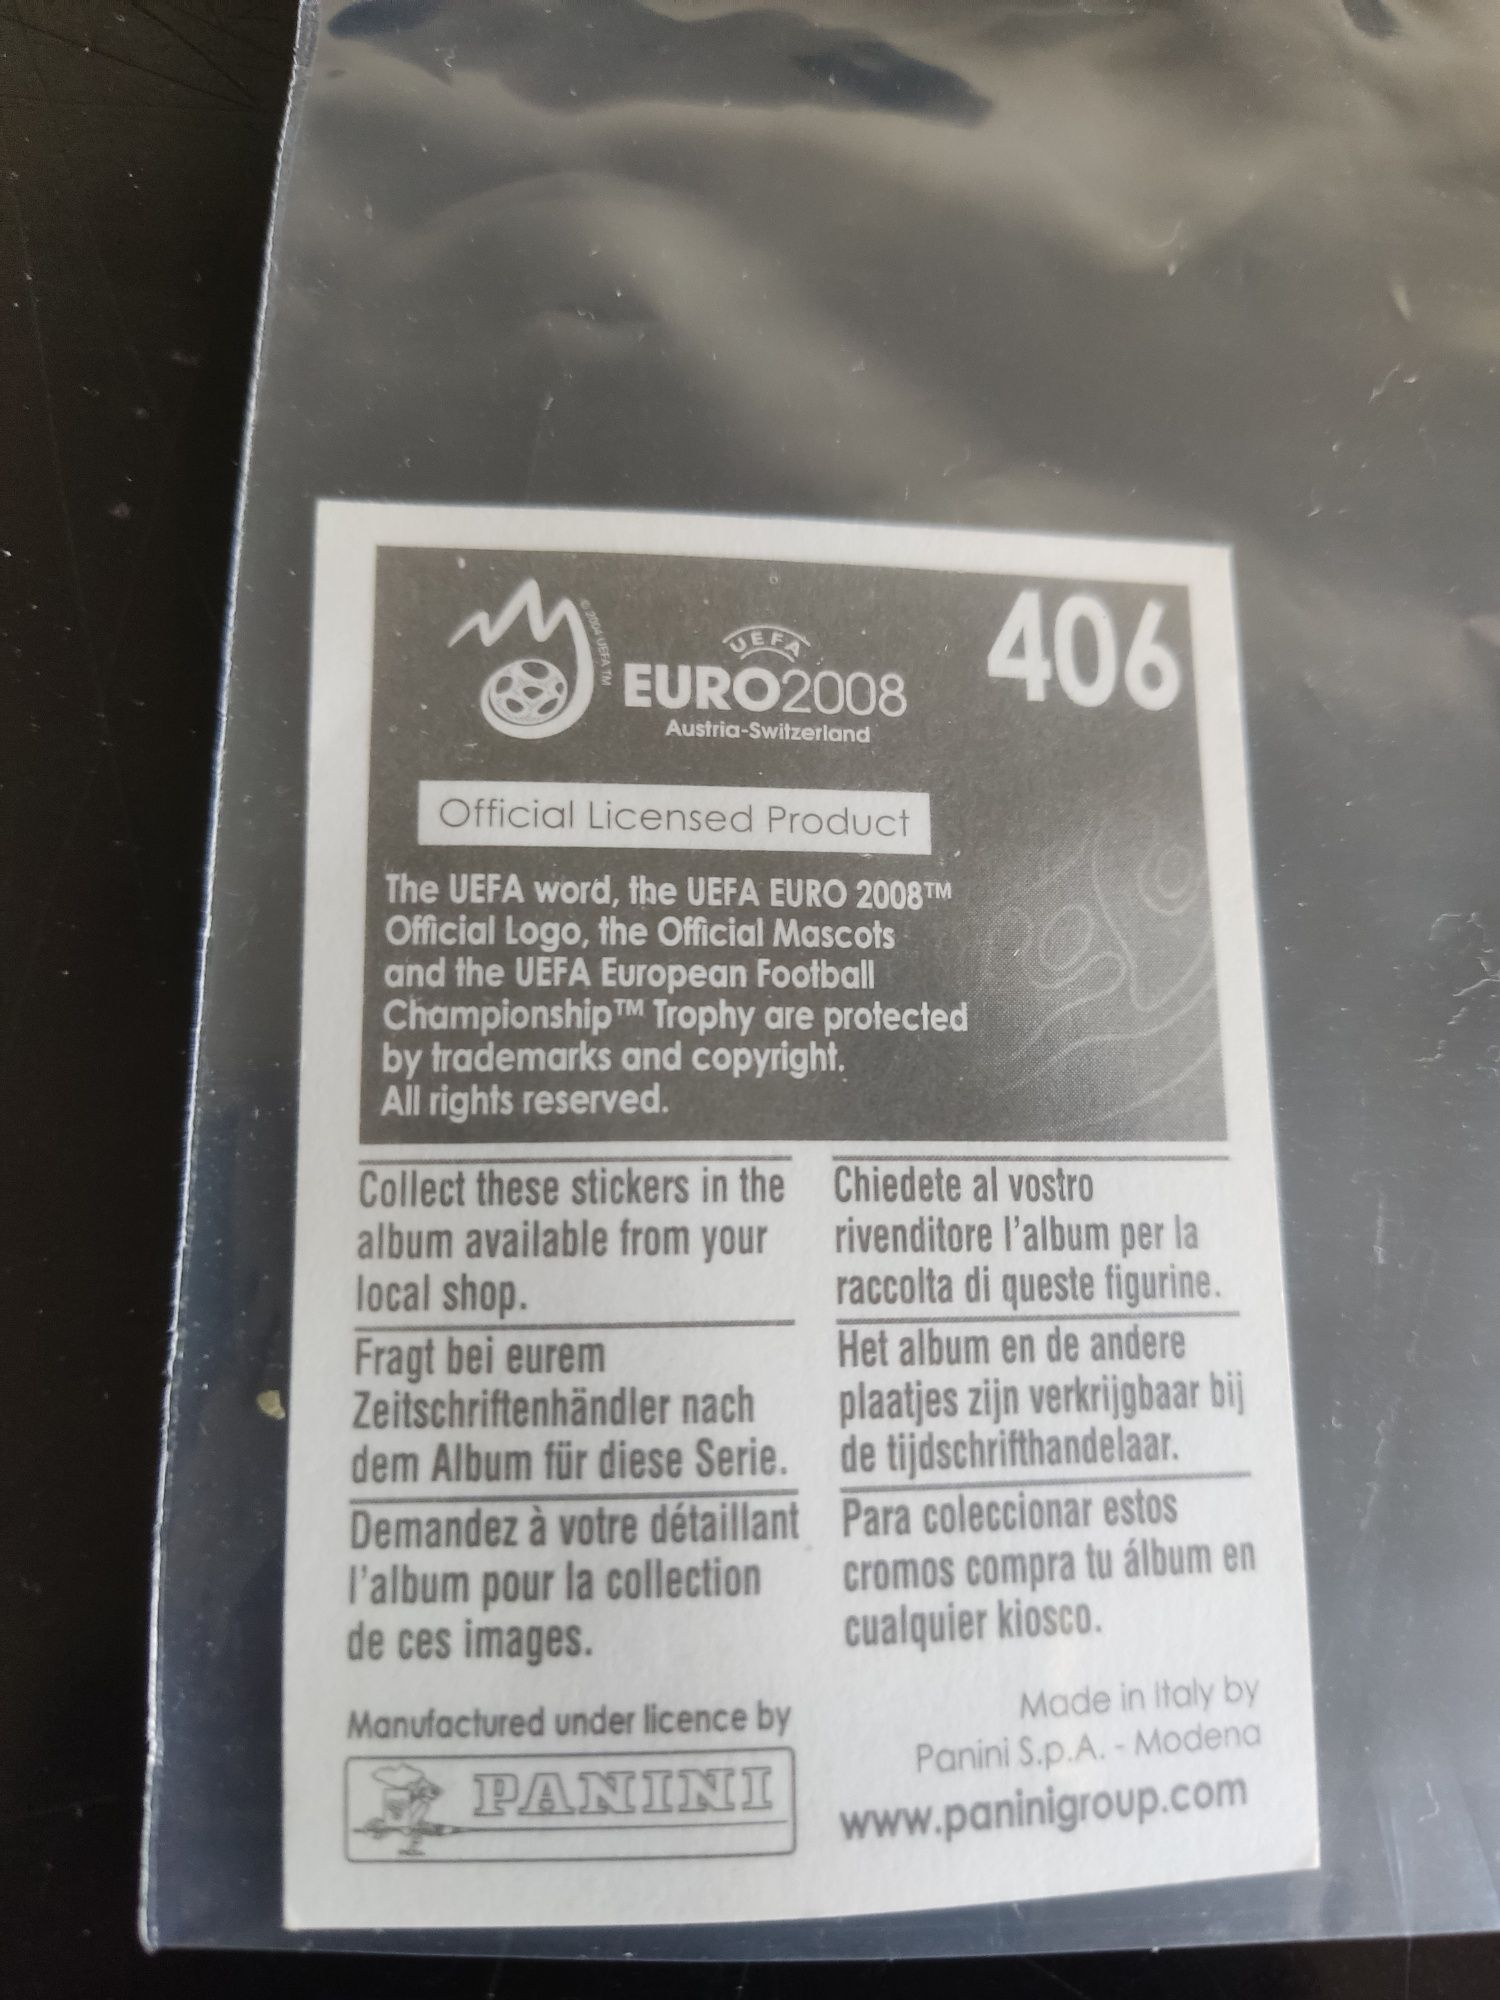 © 2004 UEFA TM
UEFA
EURO2008
Austria-Switzerland
406
Official Licensed Product
The UEFA word, the UEFA EURO 2008™
Official Logo, the Official Mascots
and the UEFA European Football
Championship™ Trophy are protected
by trademarks and copyright.
All rights reserved.
Collect these stickers in the
album available from your
local shop.
Fragt bei eurem
Zeitschriftenhändler nach
dem Album für diese Serie.
Demandez à votre détaillant
l'album pour la collection
de ces images.
Chiedete al vostro
rivenditore l'album per la
raccolta di queste figurine.
Het album en de andere
plaatjes zijn verkrijgbaar bij
de tijdschrifthandelaar.
Para coleccionar estos
cromos compra tu álbum en
cualquier kiosco.
Manufactured under licence by
PANINI
Made in Italy by
Panini S.p.A. - Modena
www.paninigroup.com